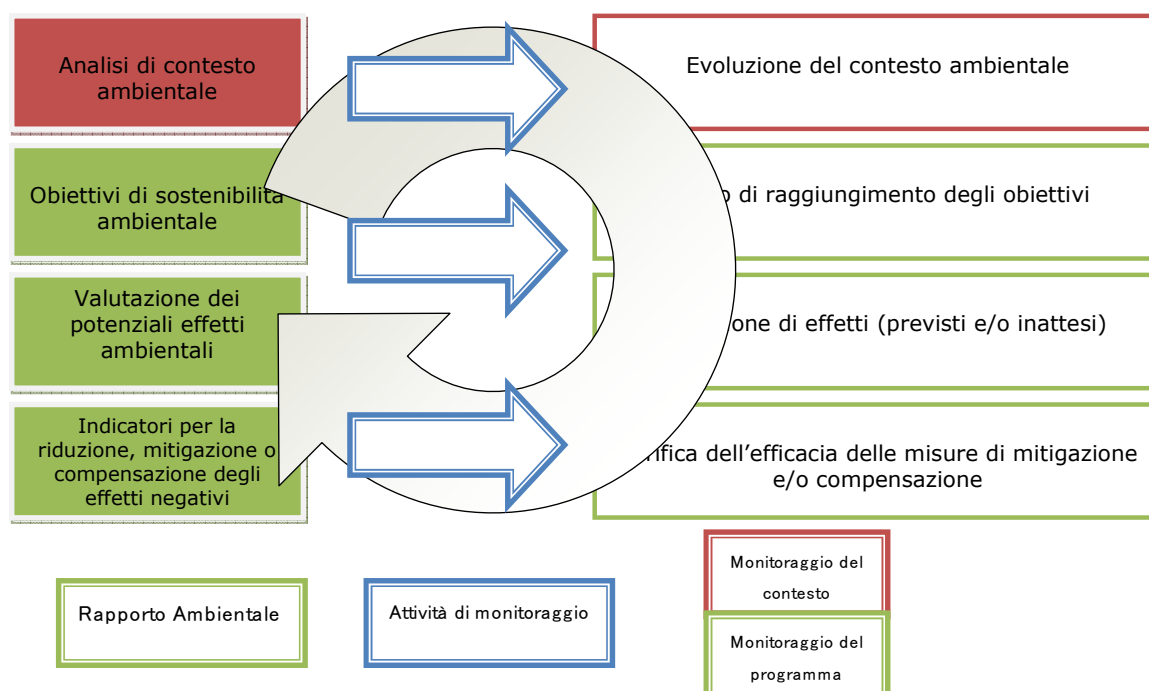 Analisi di contesto
ambientale
Evoluzione del contesto ambientale
Obiettivi di sostenibilità
ambientale
di raggiungimento degli obiettivi
Valutazione dei
potenziali effetti
ambientali
di effetti (previsti e/o inattesi)
Indicatori per la
riduzione, mitigazione o
compensazione degli
effetti negativi
dell’efficacia delle misure di mitigazione
e/o compensazione
Rapporto Ambientale
Attività di monitoraggio
Monitoraggio del
contesto
Monitoraggio del
programma